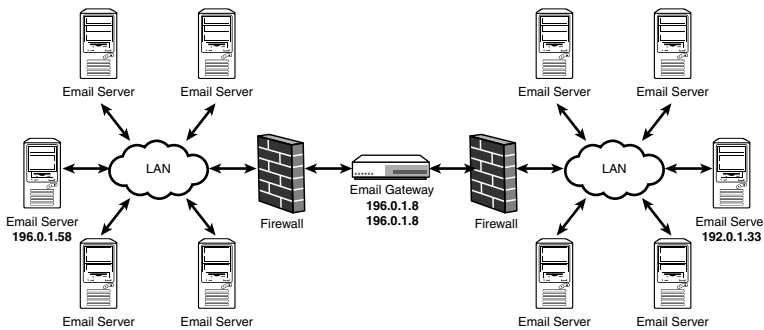 Email Server
Email Server
Email Server
Email Server
LAN
LAN
Email Server
196.0.1.58
Firewall
Email Gateway
196.0.1.8
196.0.1.8
Firewall
Email Serve
192.0.1.33
Email Server
Email Server
Email Server
Email Server